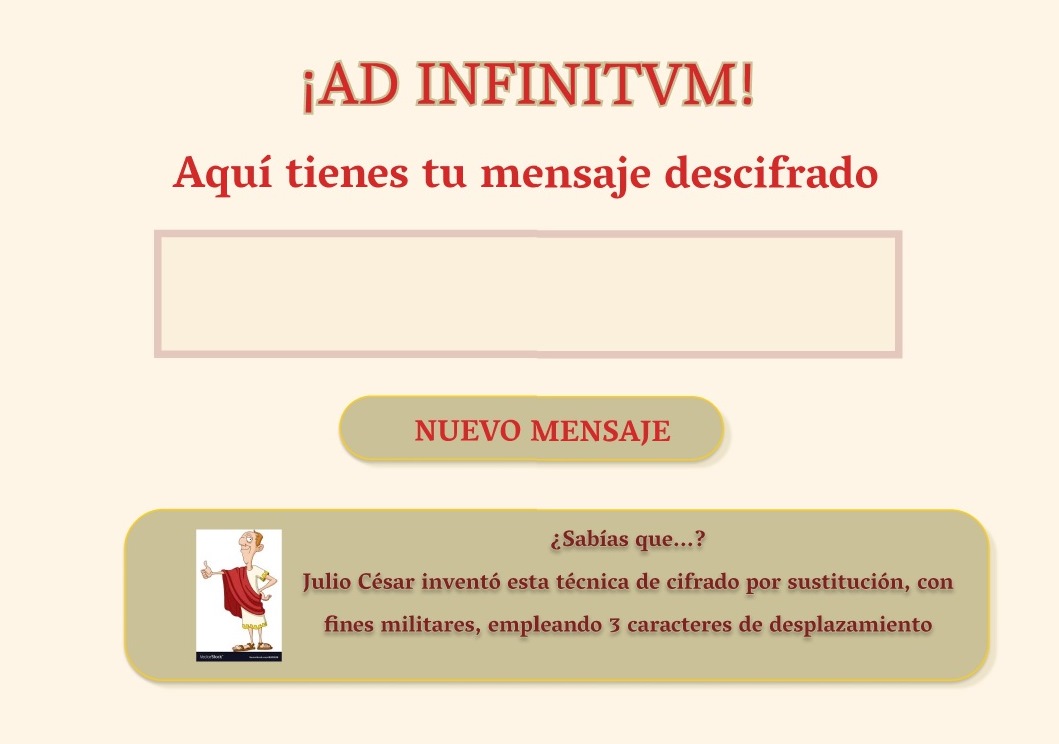 ¡AD INFINITVM!
Aquí tienes tu mensaje descifrado
NUEVO MENSAJE
¿Sabías que...?
Julio César inventó esta técnica de cifrado por sustitución, con
fines militares, empleando 3 caracteres de desplazamiento
VectorStock